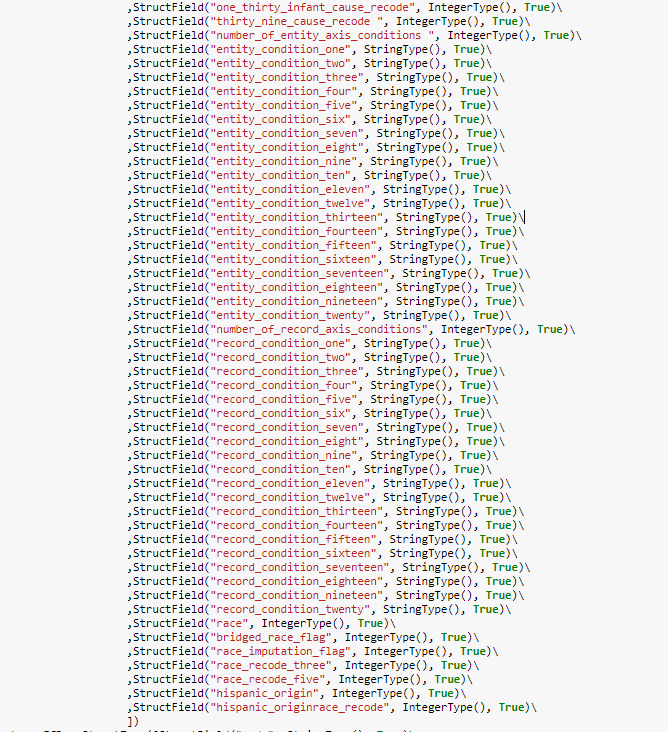 ,StructField("one_thirty_infant_cause_recode", IntegerType(), True)\
,StructField("thirty_nine_cause_recode ", IntegerType(), True)\
,StructField("number_of_entity_axis_conditions ", IntegerType(), True)\
,StructField("entity_condition_one", StringType(), True)\
,StructField("entity_condition_two", StringType(), True)\
,StructField("entity_condition_three", StringType(), True)\
,StructField("entity_condition_four", StringType(), True)\
,StructField("entity_condition_five", StringType(), True)\
,StructField("entity_condition_six", StringType(), True)\
,StructField("entity_condition_seven", StringType(), True)\
,StructField("entity_condition_eight", StringType(), True)\
,StructField("entity_condition_nine", StringType(), True)\
,StructField("entity_condition_ten", StringType(), True)\
,StructField("entity_condition_eleven", StringType(), True)\
,StructField("entity_condition_twelve", StringType(), True)\
,StructField("entity_condition_thirteen", StringType(), True)\
,StructField("entity_condition_fourteen", StringType(), True)\
,StructField("entity_condition_fifteen", StringType(), True)\
,StructField("entity_condition_sixteen", StringType(), True)\
,StructField("entity_condition_seventeen", StringType(), True)\
,StructField("entity_condition_eighteen", StringType(), True)\
,StructField("entity_condition_nineteen", StringType(), True)\
,StructField("entity_condition_twenty", StringType(), True)\
,StructField("number_of_record_axis_conditions", IntegerType(), True)\
,StructField("record_condition_one", StringType(), True)\
,StructField("record_condition_two", StringType(), True)\
,StructField("record_condition_three", StringType(), True)\
,StructField("record_condition_four", StringType(), True)\
,StructField("record_condition_five", StringType(), True)\
,StructField("record_condition_six", StringType(), True)\
,StructField("record_condition_seven", StringType(), True)\
,StructField("record_condition_eight", StringType(), True)\
,StructField("record_condition_nine", StringType(), True)\
,StructField("record_condition_ten", StringType(), True)\
,StructField("record_condition_eleven", StringType(), True)\
,StructField("record_condition_twelve", StringType(), True)\
,StructField("record_condition_thirteen", StringType(), True)\
,StructField("record_condition_fourteen", StringType(), True)\
,StructField("record_condition_fifteen", StringType(), True)\
,StructField("record_condition_sixteen", StringType(), True)\
,StructField("record_condition_seventeen", StringType(), True)\
,StructField("record_condition_eighteen", StringType(), True)\
,StructField("record_condition_nineteen", StringType(), True)\
,StructField("record_condition_twenty", StringType(), True)\
,StructField("race", IntegerType(), True)\
,StructField("bridged_race_flag", IntegerType(), True)\
,StructField("race_imputation_flag", IntegerType(), True)\
,StructField("race_recode_three", IntegerType(), True)\
,StructField("race_recode_five", IntegerType(), True)\
,StructField("hispanic_origin", IntegerType(), True)\
,StructField("hispanic_originrace_recode", IntegerType(), True)\
])